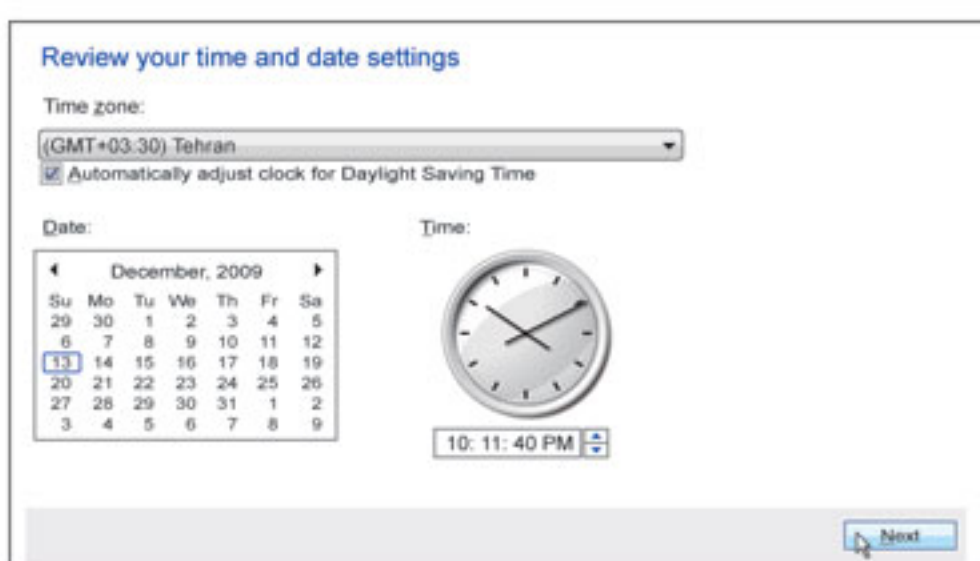 Review your time and date settings
Time zone:
(GMT+03:30) Tehran
Automatically adjust clock for Daylight Saving Time
Date:
Time:
December, 2009
Su Mo Tu We Th Fr Sa
29 30 1 2 3 4 5
6 7 8 9 10 11 12
13 14 15 16 17 18 19
20 21 22 23 24 25 26
27 28 29 30 31 1 2
3 4 5 6 7 8 9
10: 11: 40 PM
Next